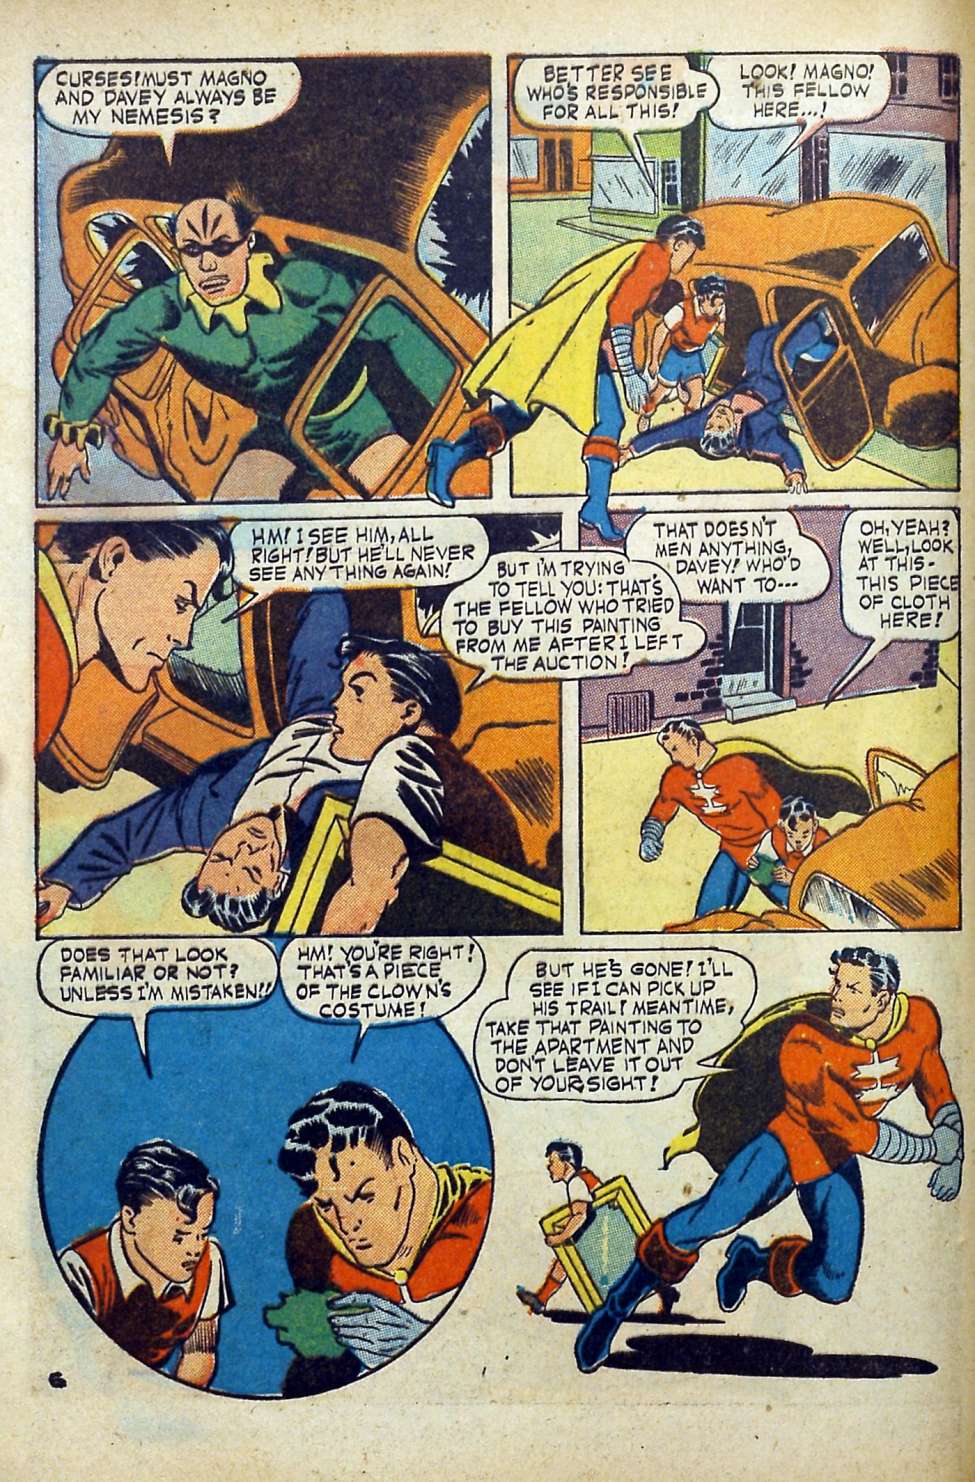 CURSES! MUST MAGNO
AND DAVEY ALWAYS BE
MY NEMESIS?
BETTER SEE
WHO'S RESPONSIBLE
FOR ALL THIS!
LOOK! MAGNO!
THIS FELLOW
HERE...!
HM! I SEE HIM, ALL
RIGHT! BUT HE'LL NEVER
SEE ANYTHING AGAIN!
BUT I'M TRYING
TO TELL YOU: THAT'S
THE FELLOW WHO TRIED
TO BUY THIS PAINTING
FROM ME AFTER I LEFT
THE AUCTION!
THAT DOESN'T
MEN ANYTHING,
DAVEY! WHO'D
WANT TO---
OH, YEAH?
WELL, LOOK
AT THIS-
THIS PIECE
OF CLOTH
HERE!
DOES THAT LOOK
FAMILIAR OR NOT?
UNLESS I'M MISTAKEN!!
HM! YOU'RE RIGHT!
THAT'S A PIECE
OF THE CLOWN'S
COSTUME!
BUT HE'S GONE! I'LL
SEE IF I CAN PICK UP
HIS TRAIL! MEANTIME,
TAKE THAT PAINTING TO
THE APARTMENT AND
DON'T LEAVE IT OUT
OF YOUR SIGHT!
6